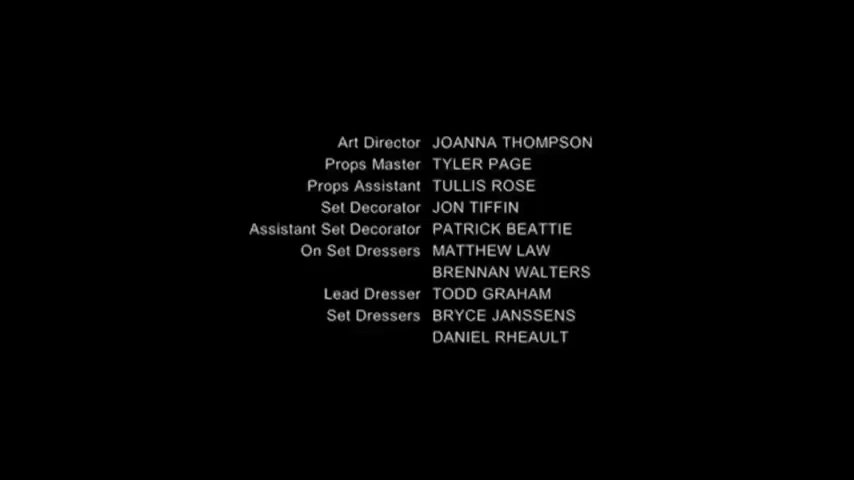 Art Director JOANNA THOMPSON
Props Master TYLER PAGE
Props Assistant TULLIS ROSE
Set Decorator JON TIFFIN
Assistant Set Decorator PATRICK BEATTIE
On Set Dressers MATTHEW LAW
BRENNAN WALTERS
Lead Dresser TODD GRAHAM
Set Dressers BRYCE JANSSENS
DANIEL RHEAULT